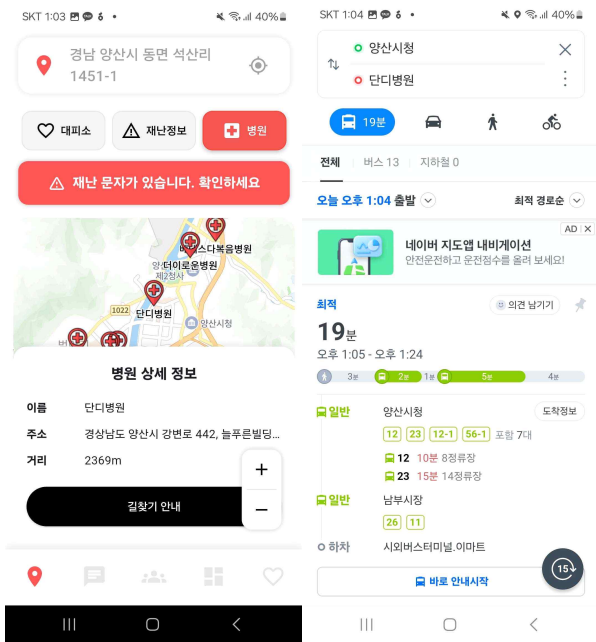 SKT 1:03
40%
경남 양산시 동면 석산리
1451-1
대피소
재난정보
병원
재난 문자가 있습니다. 확인하세요
스다복음병원
더이로운병원
제2청사
1022
단디병원
양산시청
병원 상세 정보
이름 단디병원
주소 경상남도 양산시 강변로 442, 늘푸른빌딩...
거리 2369m
+
길찾기 안내
−
SKT 1:04
40%
양산시청
단디병원
19분
전체 버스 13 지하철 0
오늘 오후 1:04 출발
최적 경로순
AD
네이버 지도앱 내비게이션
안전운전하고 운전점수를 올려 보세요!
최적
의견 남기기
19분
오후 1:05 - 오후 1:24
3분 2분 1분 5분 4분
일반 양산시청 도착정보
12 23 12-1 56-1 포함 7대
12 10분 8정류장
23 15분 14정류장
일반 남부시장
26 11
하차 시외버스터미널.이마트
15
바로 안내시작